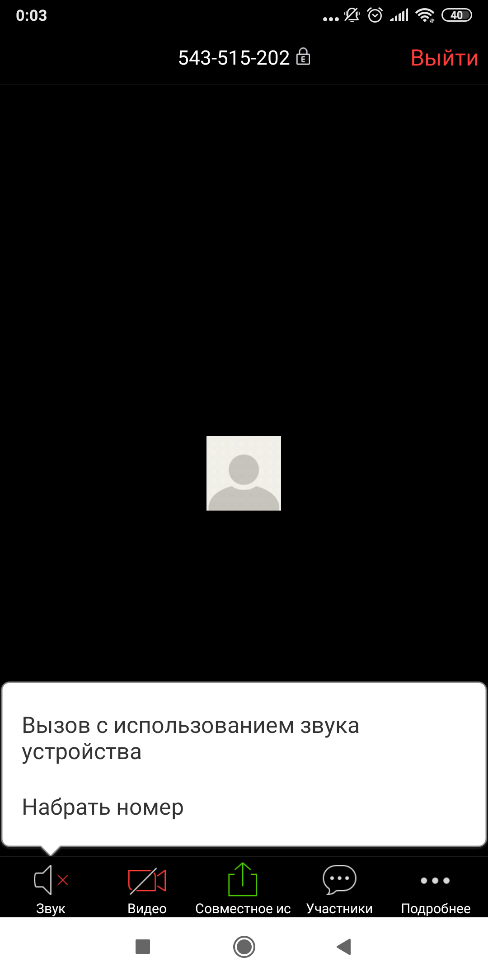 0:03
40
543-515-202
E
Выйти
Вызов с использованием звука
устройства
Набрать номер
Звук
Видео
Совместное ис
Участники
Подробнее